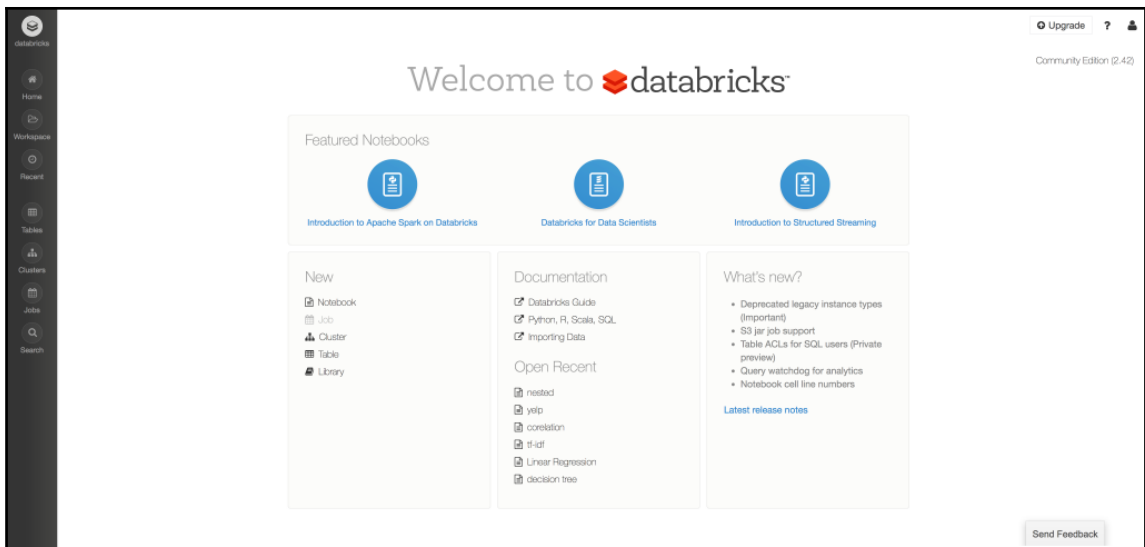 databricks
Home
Workspace
Recent
Tables
Clusters
Jobs
Search
Upgrade
?
Community Edition (2.42)
Welcome to databricks™
Featured Notebooks
Introduction to Apache Spark on Databricks
Databricks for Data Scientists
Introduction to Structured Streaming
New
Notebook
Job
Cluster
Table
Library
Documentation
Databricks Guide
Python, R, Scala, SQL
Importing Data
Open Recent
nested
yelp
corelation
tf-idf
Linear Regression
decision tree
What's new?
• Deprecated legacy instance types
(Important)
• S3 jar job support
• Table ACLs for SQL users (Private
preview)
• Query watchdog for analytics
• Notebook cell line numbers
Latest release notes
Send Feedback